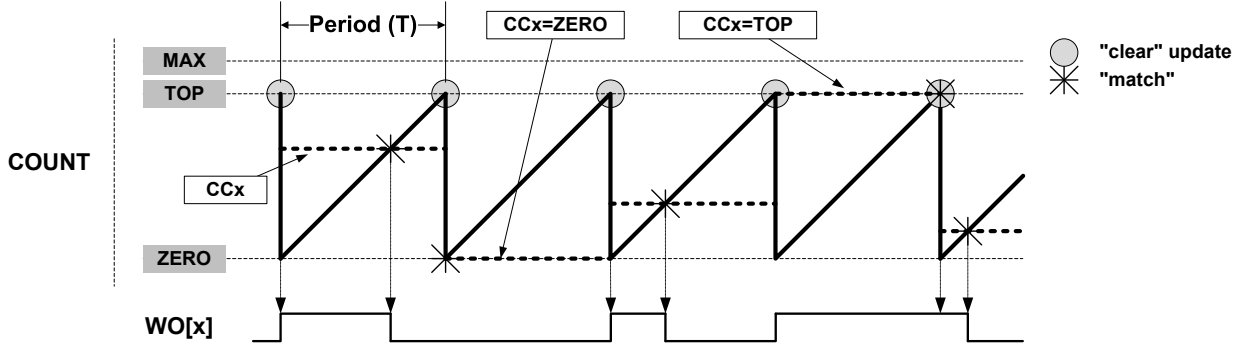 Period (T)
CCx=ZERO
CCx=TOP
MAX
"clear" update
TOP
"match"
COUNT
CCx
ZERO
WO[x]